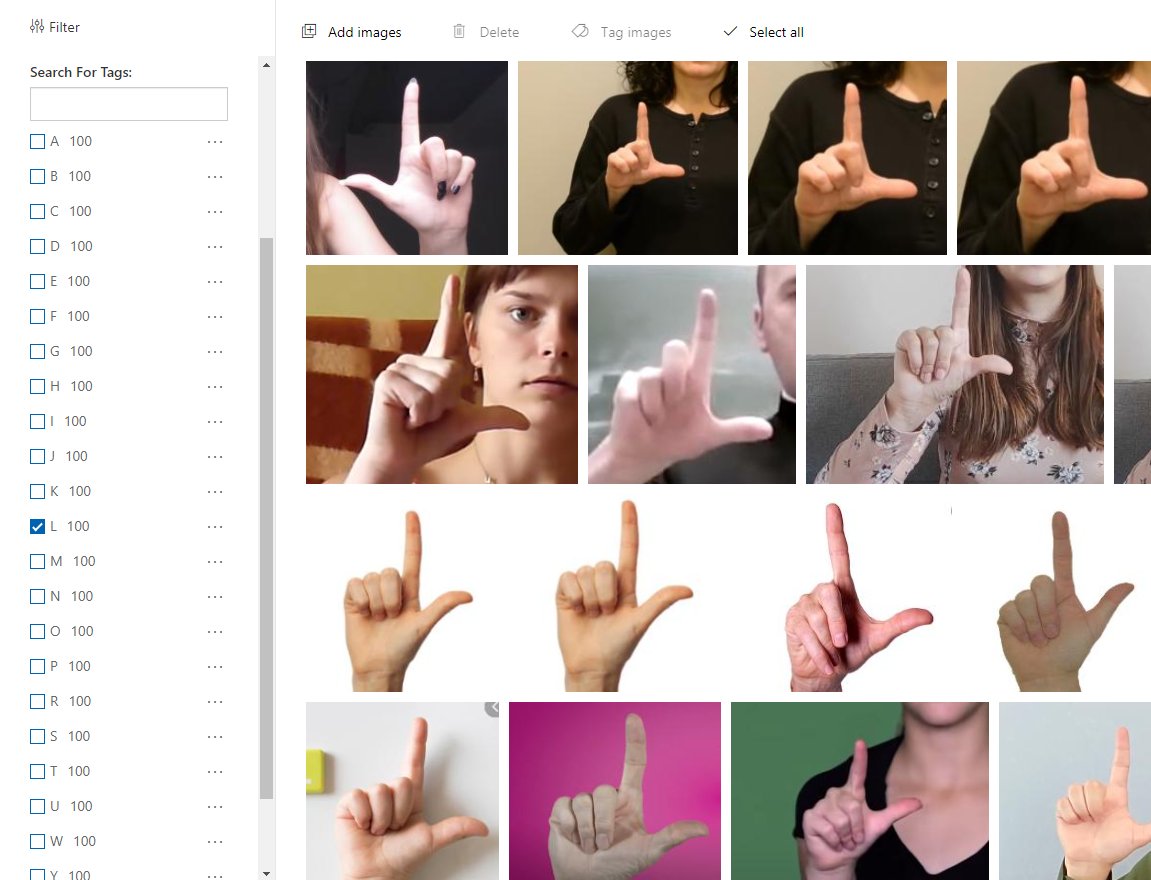 Filter
Add images Delete Tag images Select all
Search For Tags:
A 100 ...
B 100 ...
C 100 ...
D 100 ...
E 100 ...
F 100 ...
G 100 ...
H 100 ...
I 100 ...
J 100 ...
K 100 ...
L 100 ...
M 100 ...
N 100 ...
O 100 ...
P 100 ...
R 100 ...
S 100 ...
T 100 ...
U 100 ...
W 100 ...
Y 100 ...